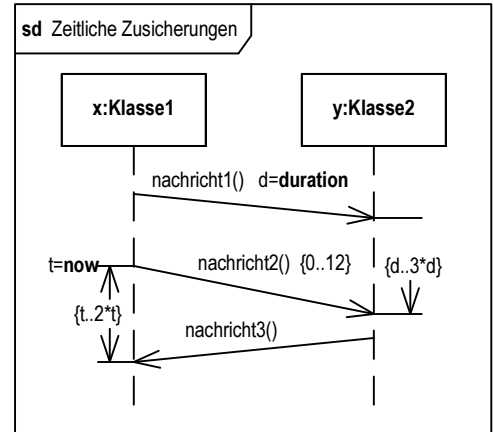 sd Zeitliche Zusicherungen
x:Klasse1
y:Klasse2
nachricht1() d=duration
t=now
nachricht2() {0..12}
{d..3*d}
{t..2*t}
nachricht3()